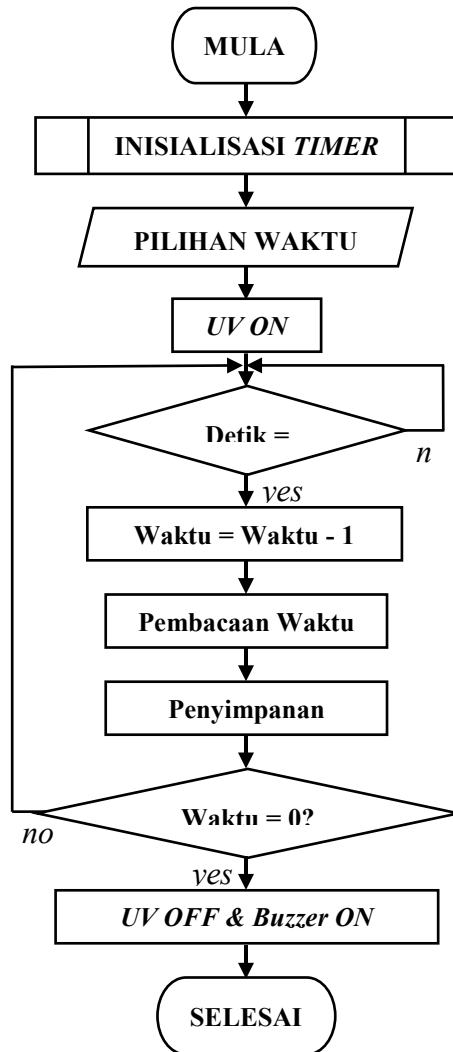 MULA
INISIALISASI TIMER
PILIHAN WAKTU
UV ON
Detik =
n
yes
Waktu = Waktu - 1
Pembacaan Waktu
Penyimpanan
Waktu = 0?
no
yes
UV OFF & Buzzer ON
SELESAI